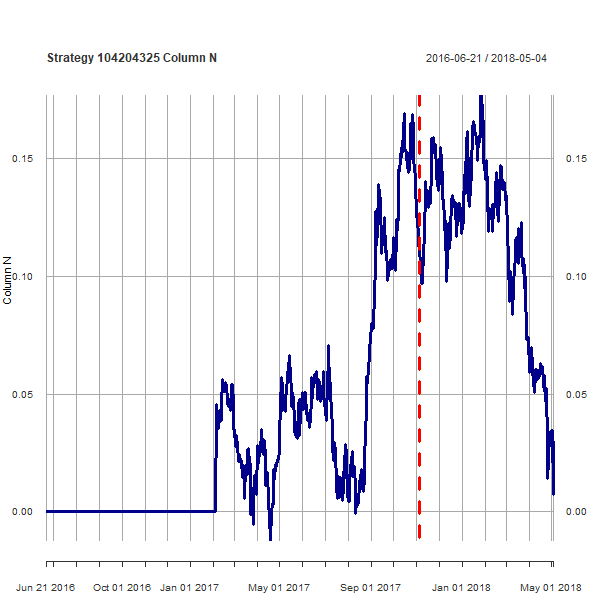 Strategy 104204325 Column N 2016-06-21 / 2018-05-04
0.15 0.15
0.10 0.10
Column N
0.05 0.05
0.00 0.00
Jun 21 2016 Oct 01 2016 Jan 01 2017 May 01 2017 Sep 01 2017 Jan 01 2018 May 01 2018